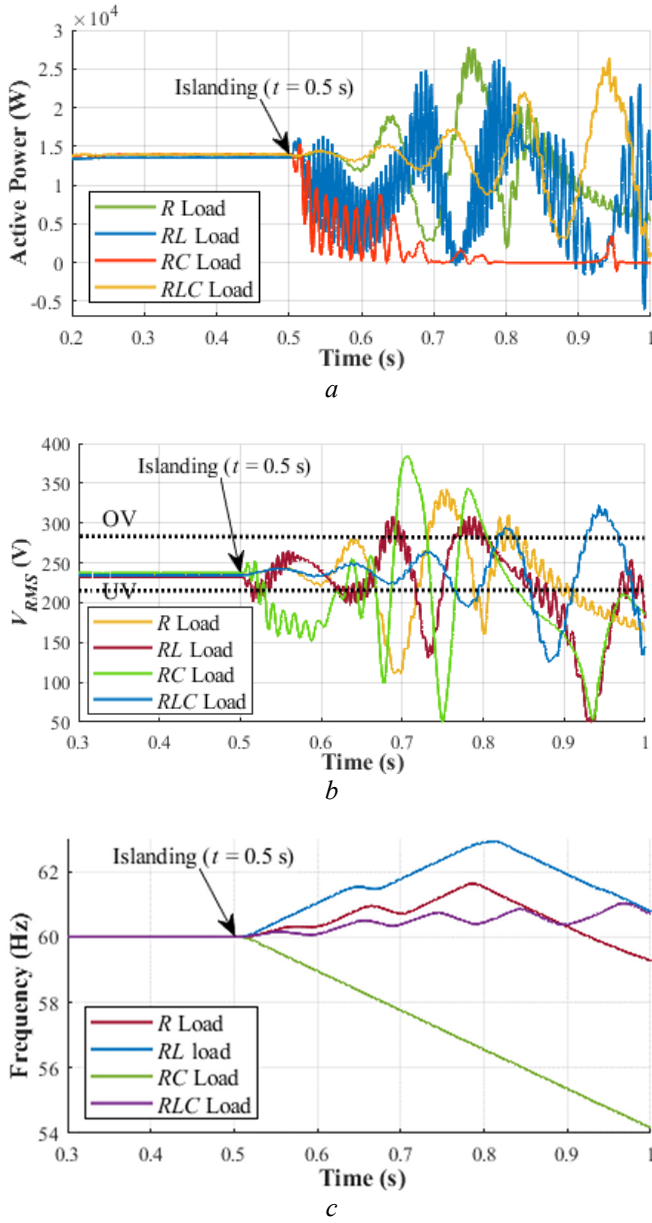 ×10⁴
3
2.5
2
1.5
1
0.5
0
-0.5
Active Power (W)
Islanding (t = 0.5 s)
R Load
RL Load
RC Load
RLC Load
0.2 0.3 0.4 0.5 0.6 0.7 0.8 0.9 1
Time (s)
a
400
350
300
250
200
150
100
50
V_RMS (V)
Islanding (t = 0.5 s)
OV
UV
R Load
RL Load
RC Load
RLC Load
0.3 0.4 0.5 0.6 0.7 0.8 0.9 1
Time (s)
b
62
60
58
56
54
Frequency (Hz)
Islanding (t = 0.5 s)
R Load
RL load
RC Load
RLC Load
0.3 0.4 0.5 0.6 0.7 0.8 0.9 1
Time (s)
c